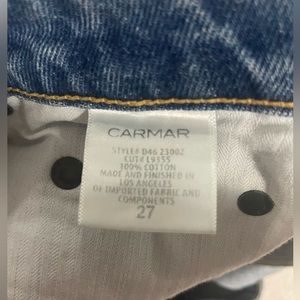 CARMAR
STYLE# D46 23002
CUT# L9355
100% COTTON
MADE AND FINISHED IN
LOS ANGELES
OF IMPORTED FABRIC AND
COMPONENTS
27